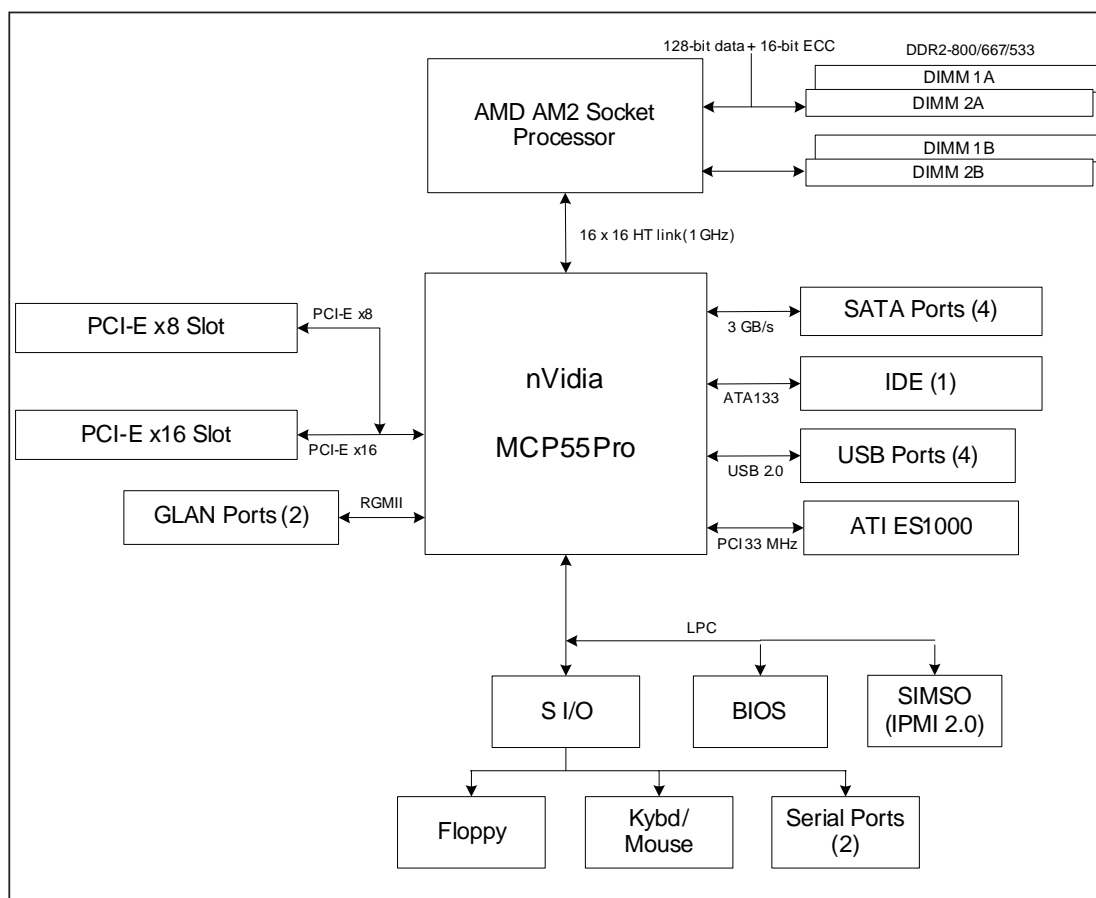 128-bit data + 16-bit ECC
DDR2-800/667/533
DIMM 1A
DIMM 2A
AMD AM2 Socket
Processor
DIMM 1B
DIMM 2B
16 x 16 HT link (1 GHz)
PCI-E x8 Slot
PCI-E x8
SATA Ports (4)
3 GB/s
nVidia
MCP55Pro
IDE (1)
ATA133
PCI-E x16 Slot
PCI-E x16
USB Ports (4)
USB 2.0
GLAN Ports (2)
RGMII
ATI ES1000
PCI 33 MHz
LPC
S I/O
BIOS
SIMSO
(IPMI 2.0)
Floppy
Kybd/
Mouse
Serial Ports
(2)